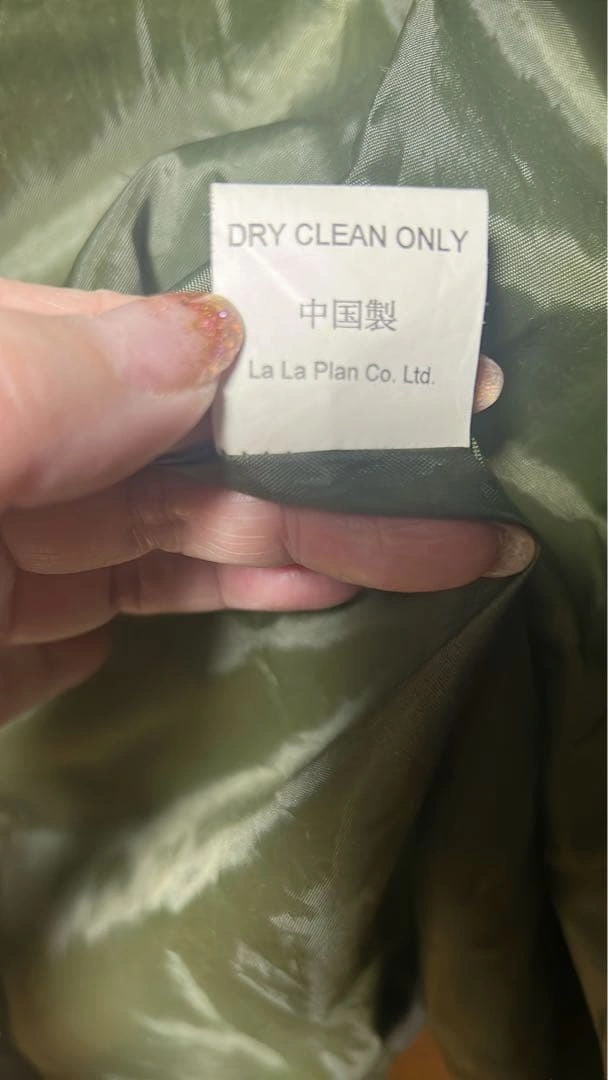 DRY CLEAN ONLY
中国製
La La Plan Co. Ltd.